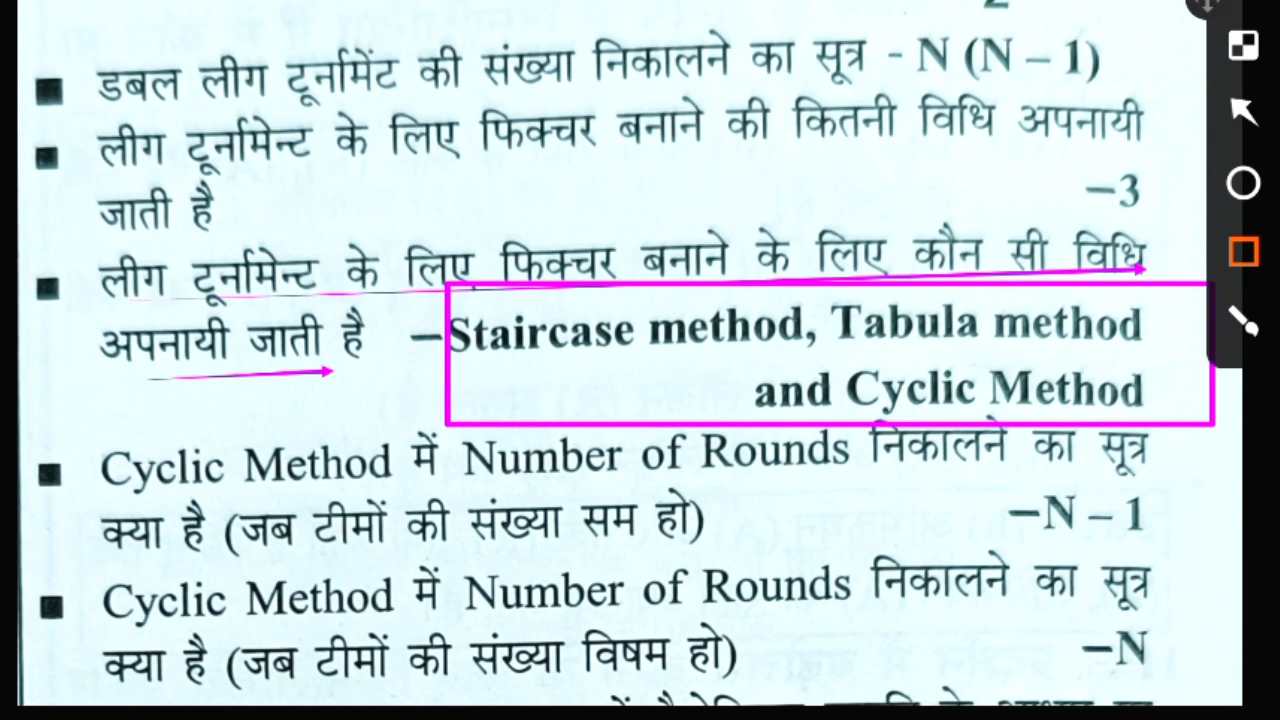 ■ डबल लीग टूर्नामेंट की संख्या निकालने का सूत्र - N (N – 1)
■ लीग टूर्नामेन्ट के लिए फिक्चर बनाने की कितनी विधि अपनायी
जाती है –3
■ लीग टूर्नामेन्ट के लिए फिक्चर बनाने के लिए कौन सी विधि
अपनायी जाती है –Staircase method, Tabula method
and Cyclic Method
■ Cyclic Method में Number of Rounds निकालने का सूत्र
क्या है (जब टीमों की संख्या सम हो) –N – 1
■ Cyclic Method में Number of Rounds निकालने का सूत्र
क्या है (जब टीमों की संख्या विषम हो) –N